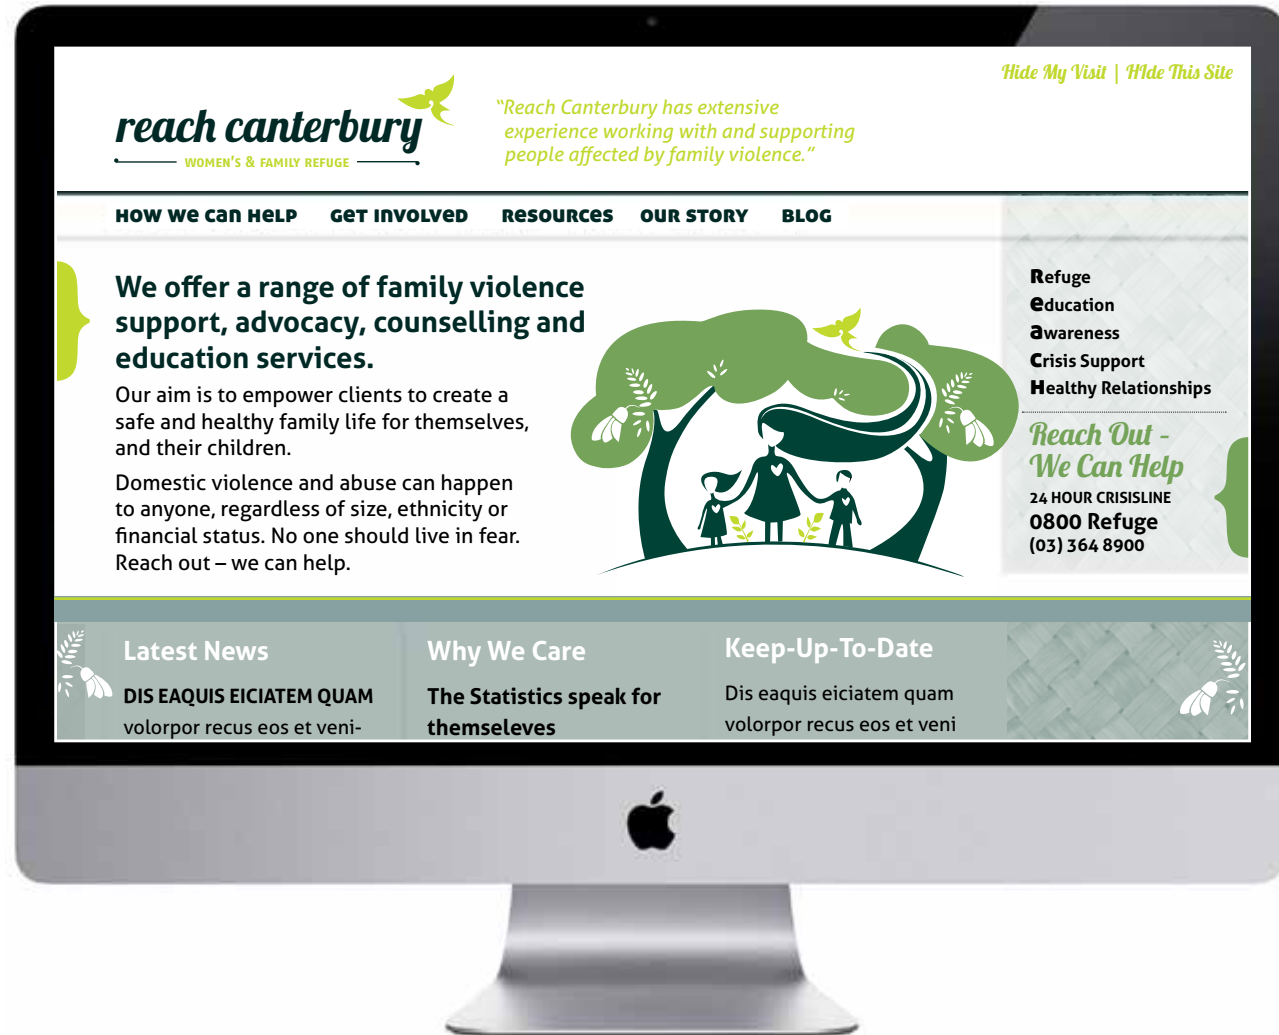 Hide My Visit | HIde This Site
reach canterbury
WOMEN'S & FAMILY REFUGE
"Reach Canterbury has extensive
experience working with and supporting
people affected by family violence."
HOW WE CAN HELP GET INVOLVED RESOURCES OUR STORY BLOG
We offer a range of family violence
support, advocacy, counselling and
education services.
Our aim is to empower clients to create a
safe and healthy family life for themselves,
and their children.
Domestic violence and abuse can happen
to anyone, regardless of size, ethnicity or
financial status. No one should live in fear.
Reach out – we can help.
Refuge
education
awareness
Crisis Support
Healthy Relationships
Reach Out –
We Can Help
24 HOUR CRISISLINE
0800 Refuge
(03) 364 8900
Latest News
DIS EAQUIS EICIATEM QUAM
volorpor recus eos et veni-
Why We Care
The Statistics speak for
themseleves
Keep-Up-To-Date
Dis eaquis eiciatem quam
volorpor recus eos et veni